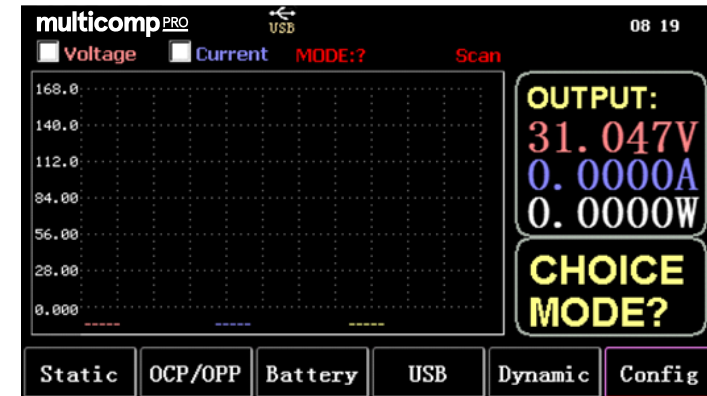 multicomp PRO
USB
08 19
Voltage Current MODE:? Scan
168.0
140.0
112.0
84.00
56.00
28.00
0.000
----- ----- -----
OUTPUT:
31.047V
0.0000A
0.0000W
CHOICE
MODE?
Static OCP/OPP Battery USB Dynamic Config